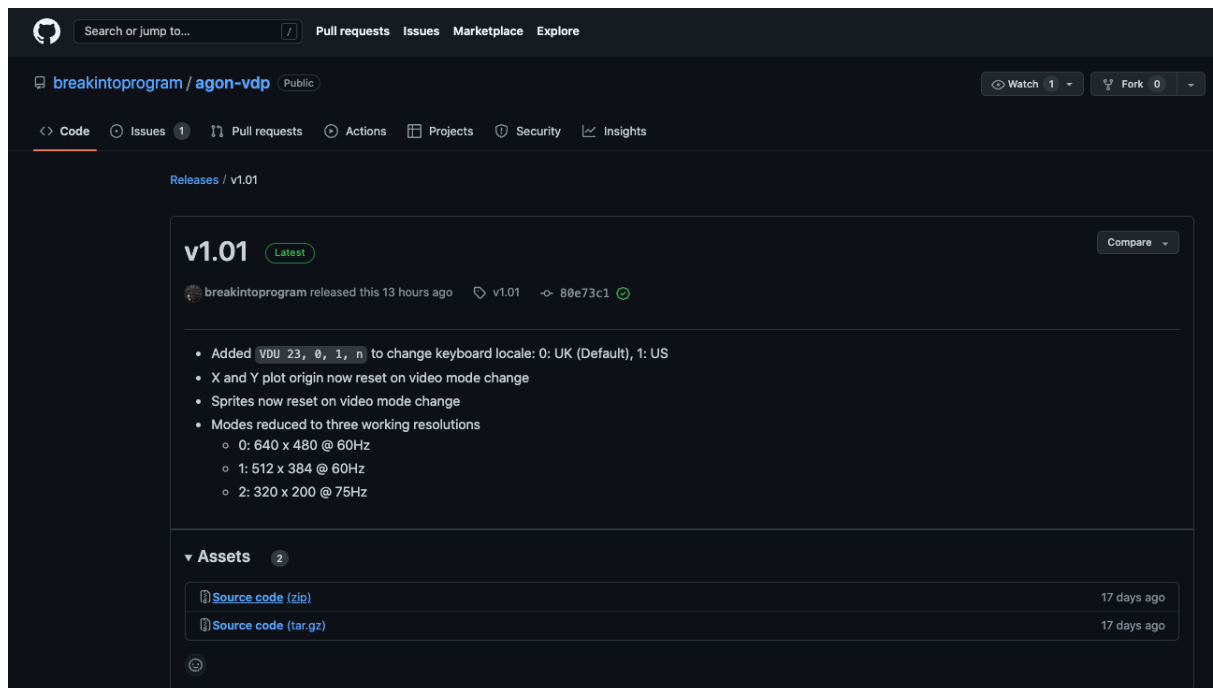 Search or jump to... / Pull requests Issues Marketplace Explore
breakintoprogram / agon-vdp Public Watch 1 Fork 0
Code Issues 1 Pull requests Actions Projects Security Insights
Releases / v1.01
v1.01 Latest Compare
breakintoprogram released this 13 hours ago v1.01 80e73c1
• Added VDU 23, 0, 1, n to change keyboard locale: 0: UK (Default), 1: US
• X and Y plot origin now reset on video mode change
• Sprites now reset on video mode change
• Modes reduced to three working resolutions
○ 0: 640 x 480 @ 60Hz
○ 1: 512 x 384 @ 60Hz
○ 2: 320 x 200 @ 75Hz
Assets 2
Source code (zip) 17 days ago
Source code (tar.gz) 17 days ago